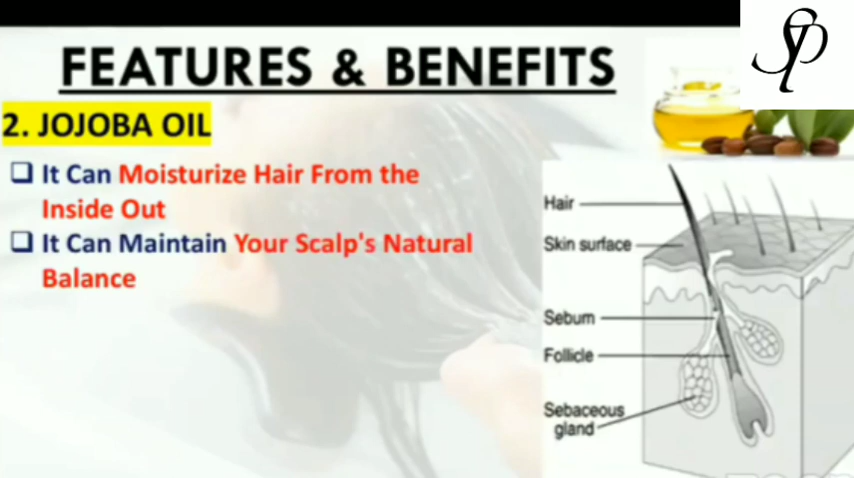 FEATURES & BENEFITS
2. JOJOBA OIL
❑ It Can Moisturize Hair From the
Inside Out
❑ It Can Maintain Your Scalp's Natural
Balance
Hair
Skin surface
Sebum
Follicle
Sebaceous
gland